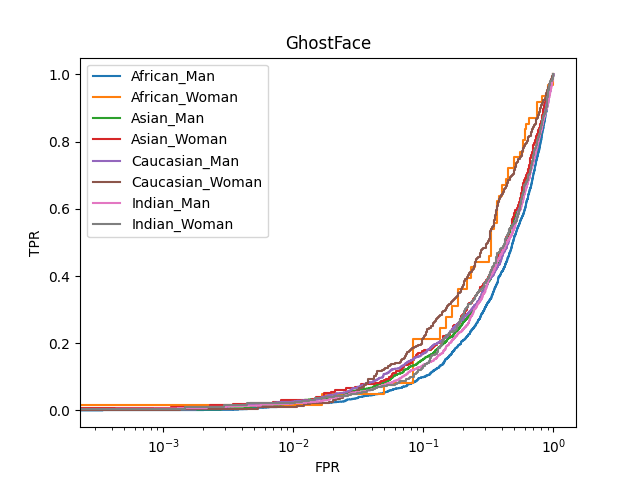 GhostFace
African_Man
African_Woman
Asian_Man
Asian_Woman
Caucasian_Man
Caucasian_Woman
Indian_Man
Indian_Woman
TPR
1.0
0.8
0.6
0.4
0.2
0.0
10⁻³
10⁻²
10⁻¹
10⁰
FPR